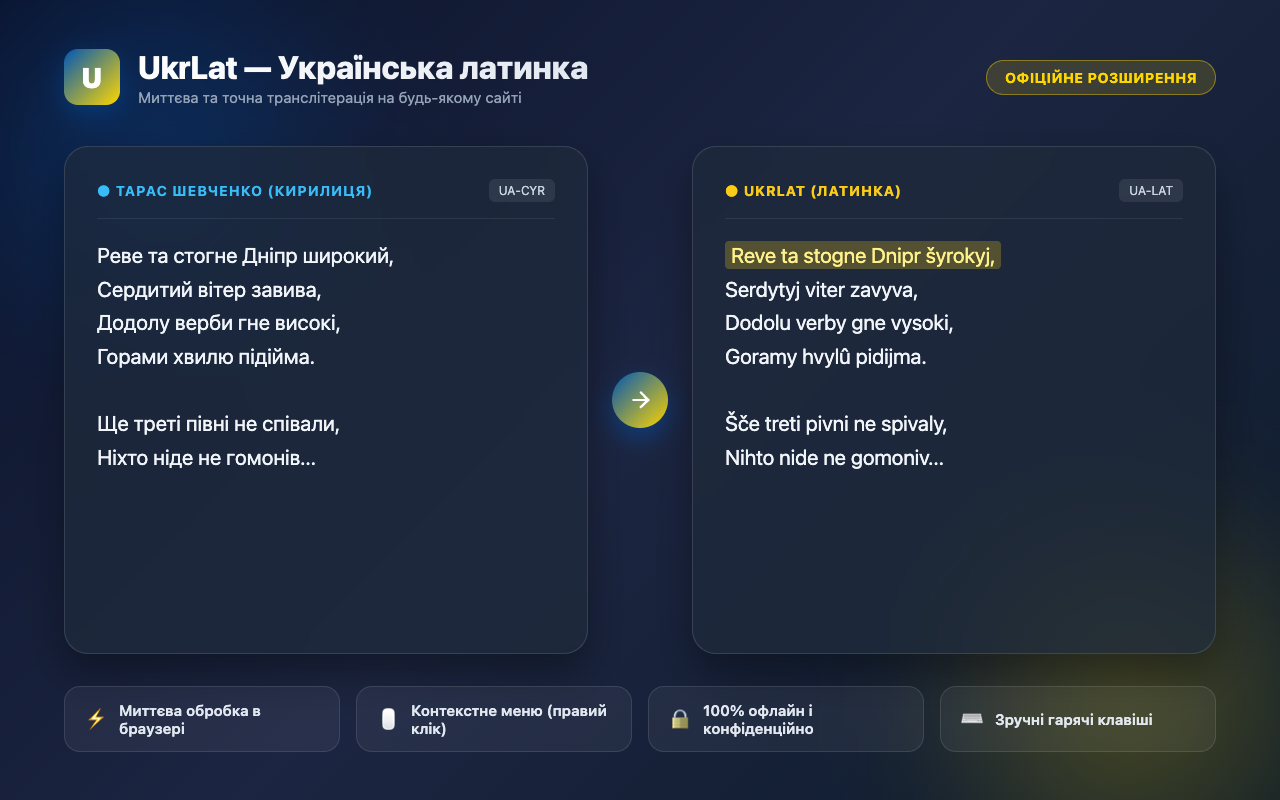 U
UkrLat — Українська латинка
Миттєва та точна транслітерація на будь-якому сайті
ОФІЦІЙНЕ РОЗШИРЕННЯ
ТАРАС ШЕВЧЕНКО (КИРИЛИЦЯ)
UA-CYR
Реве та стогне Дніпр широкий,
Сердитий вітер завива,
Додолу верби гне високі,
Горами хвилю підійма.
Ще треті півні не співали,
Ніхто ніде не гомонів...
UKRLAT (ЛАТИНКА)
UA-LAT
Reve ta stogne Dnipr šyrokyj,
Serdytyj viter zavyva,
Dodolu verby gne vysoki,
Goramy hvylû pidijma.
Šče treti pivni ne spivaly,
Nihto nide ne gomoniv...
Миттєва обробка в
браузері
Контекстне меню (правий
клік)
100% офлайн і
конфіденційно
Зручні гарячі клавіші